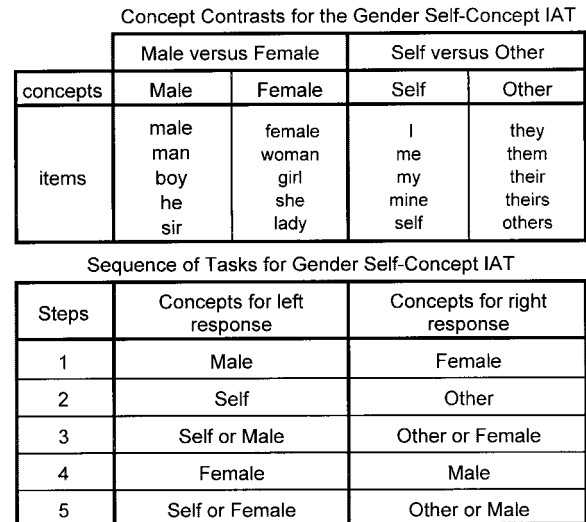 Concept Contrasts for the Gender Self-Concept IAT
Male versus Female Self versus Other
concepts Male Female Self Other
male female I they
man woman me them
items boy girl my their
he she mine theirs
sir lady self others
Sequence of Tasks for Gender Self-Concept IAT
Steps Concepts for left response Concepts for right response
1 Male Female
2 Self Other
3 Self or Male Other or Female
4 Female Male
5 Self or Female Other or Male